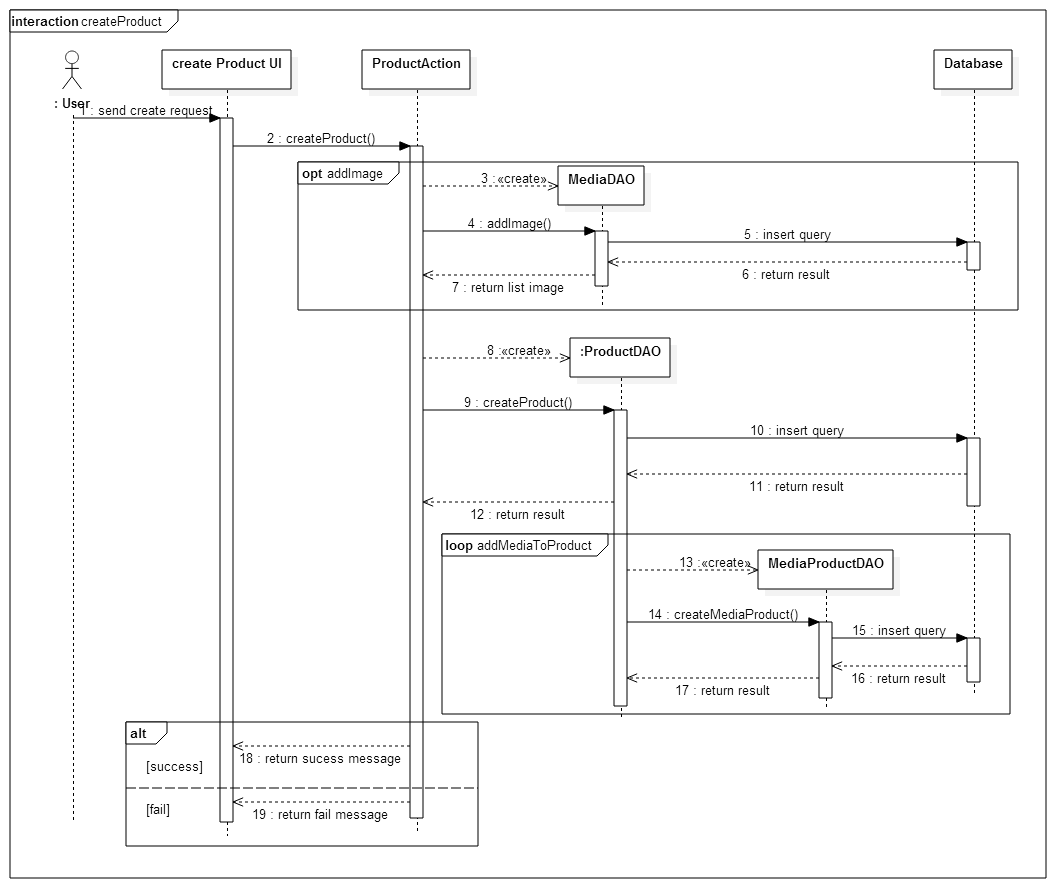 interaction createProduct
create Product UI
ProductAction
Database
: User
1 : send create request
2 : createProduct()
opt addImage
3 :«create»
MediaDAO
4 : addImage()
5 : insert query
6 : return result
7 : return list image
8 :«create»
:ProductDAO
9 : createProduct()
10 : insert query
11 : return result
12 : return result
loop addMediaToProduct
13 :«create»
MediaProductDAO
14 : createMediaProduct()
15 : insert query
16 : return result
17 : return result
alt
18 : return sucess message
[success]
19 : return fail message
[fail]